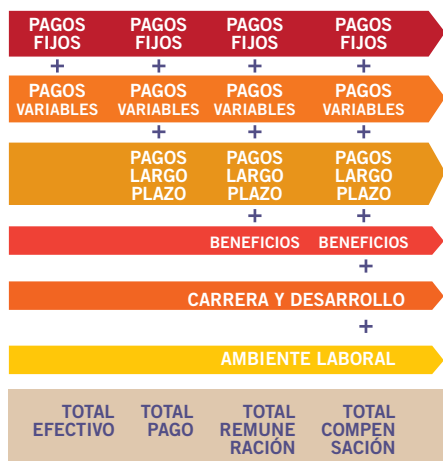 PAGOS FIJOS PAGOS FIJOS PAGOS FIJOS PAGOS FIJOS
+ + + +
PAGOS VARIABLES PAGOS VARIABLES PAGOS VARIABLES PAGOS VARIABLES
+ + +
PAGOS LARGO PLAZO PAGOS LARGO PLAZO PAGOS LARGO PLAZO
+ +
BENEFICIOS BENEFICIOS
+
CARRERA Y DESARROLLO
+
AMBIENTE LABORAL
TOTAL EFECTIVO TOTAL PAGO TOTAL REMUNE RACIÓN TOTAL COMPEN SACIÓN